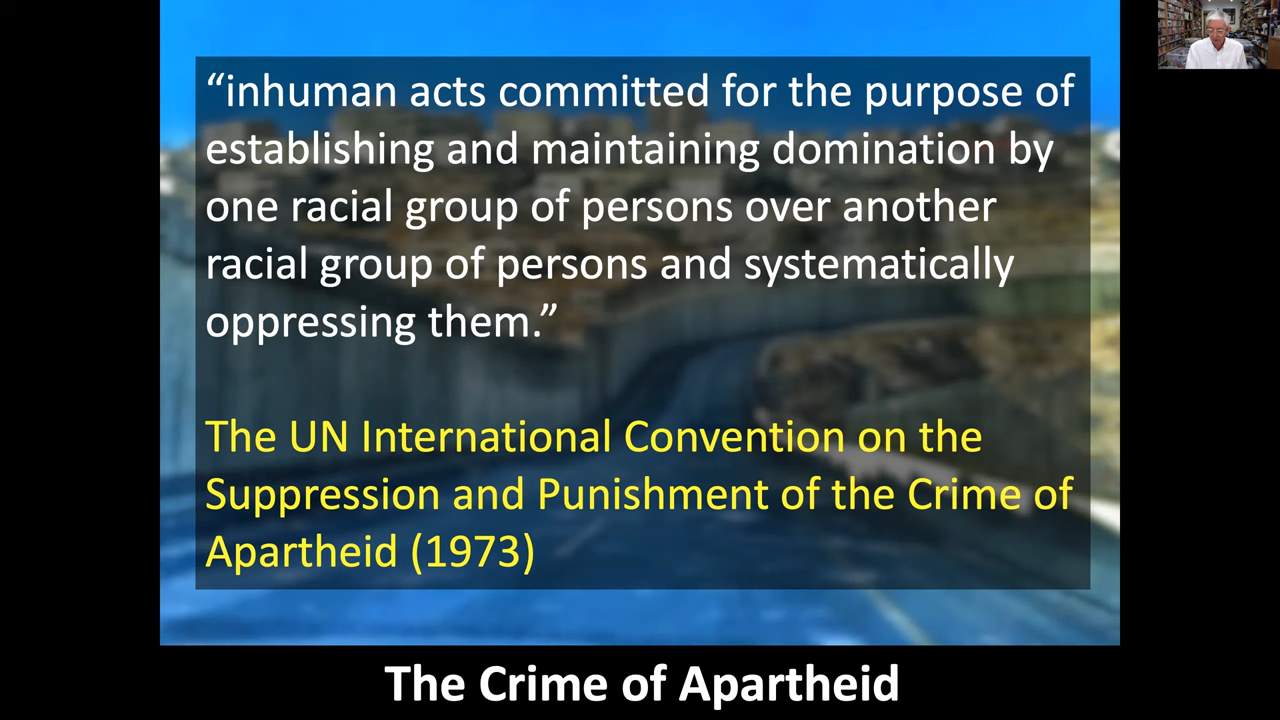 “inhuman acts committed for the purpose of
establishing and maintaining domination by
one racial group of persons over another
racial group of persons and systematically
oppressing them.”
The UN International Convention on the
Suppression and Punishment of the Crime of
Apartheid (1973)
The Crime of Apartheid